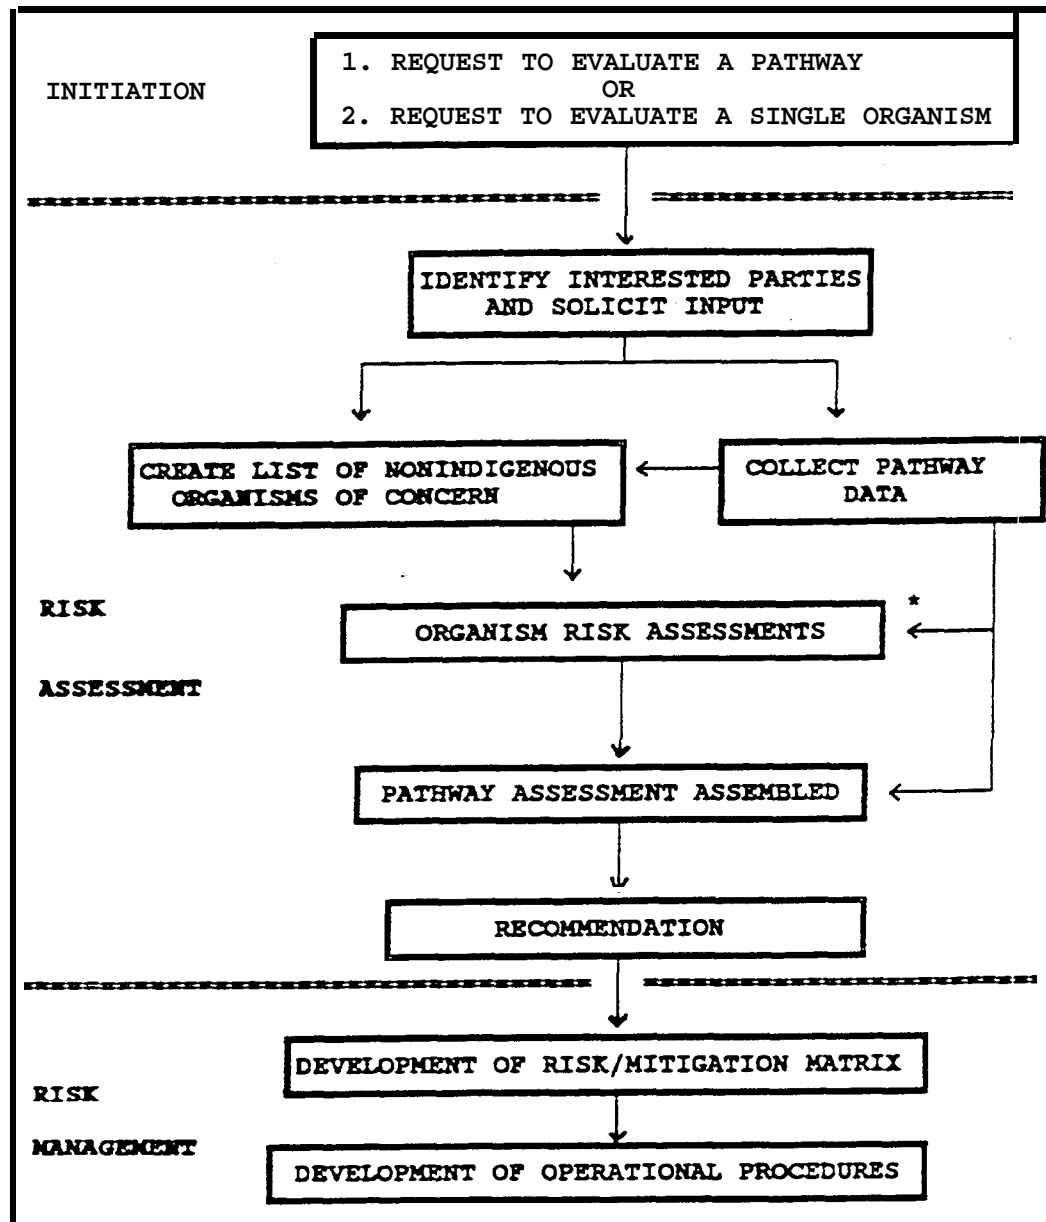 INITIATION
1. REQUEST TO EVALUATE A PATHWAY
OR
2. REQUEST TO EVALUATE A SINGLE ORGANISM
IDENTIFY INTERESTED PARTIES
AND SOLICIT INPUT
CREATE LIST OF NONINDIGENOUS
ORGANISMS OF CONCERN
COLLECT PATHWAY
DATA
RISK
ASSESSMENT
*
ORGANISM RISK ASSESSMENTS
PATHWAY ASSESSMENT ASSEMBLED
RECOMMENDATION
RISK
MANAGEMENT
DEVELOPMENT OF RISK/MITIGATION MATRIX
DEVELOPMENT OF OPERATIONAL PROCEDURES